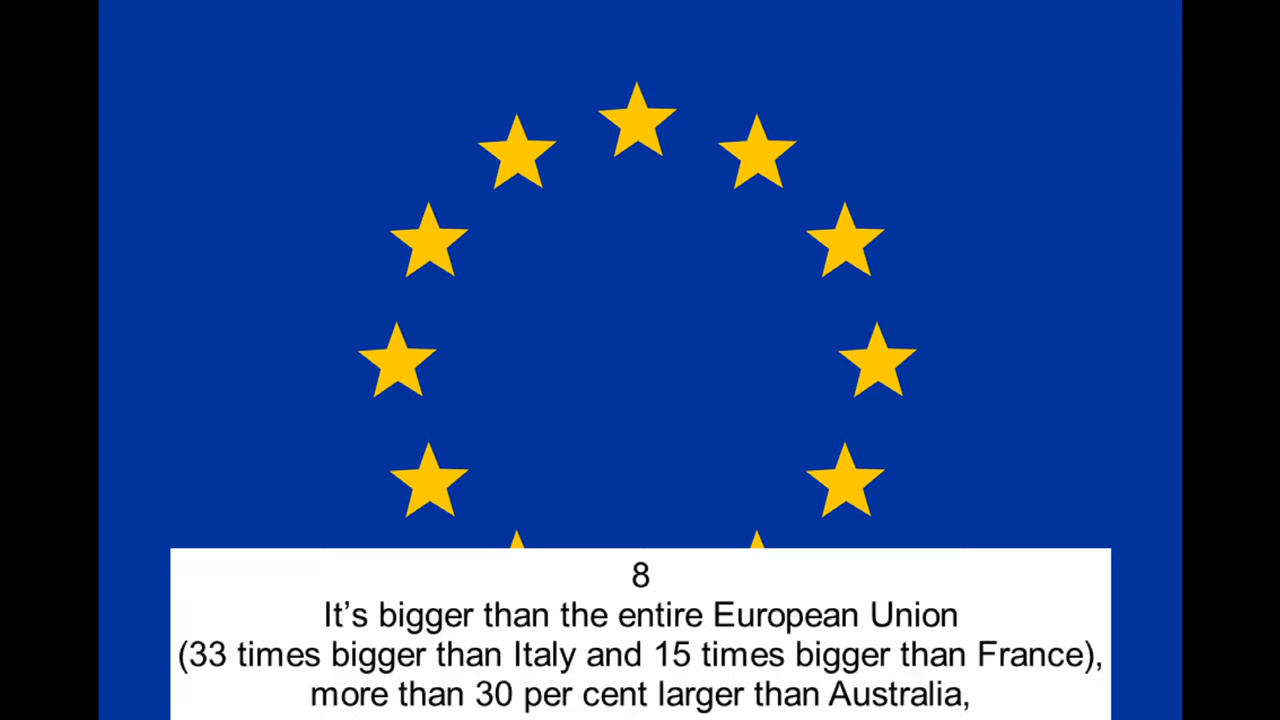 8
It’s bigger than the entire European Union
(33 times bigger than Italy and 15 times bigger than France),
more than 30 per cent larger than Australia,